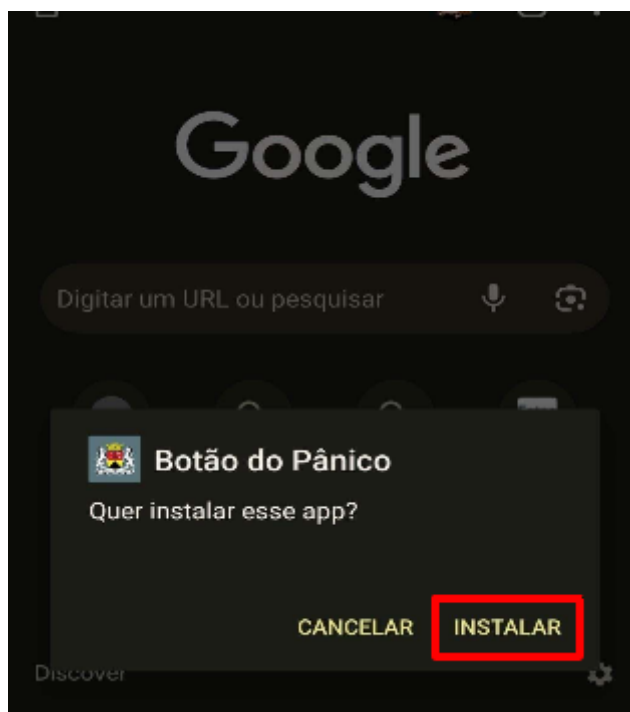 Google
Digitar um URL ou pesquisar
Botão do Pânico
Quer instalar esse app?
CANCELAR INSTALAR
Discover